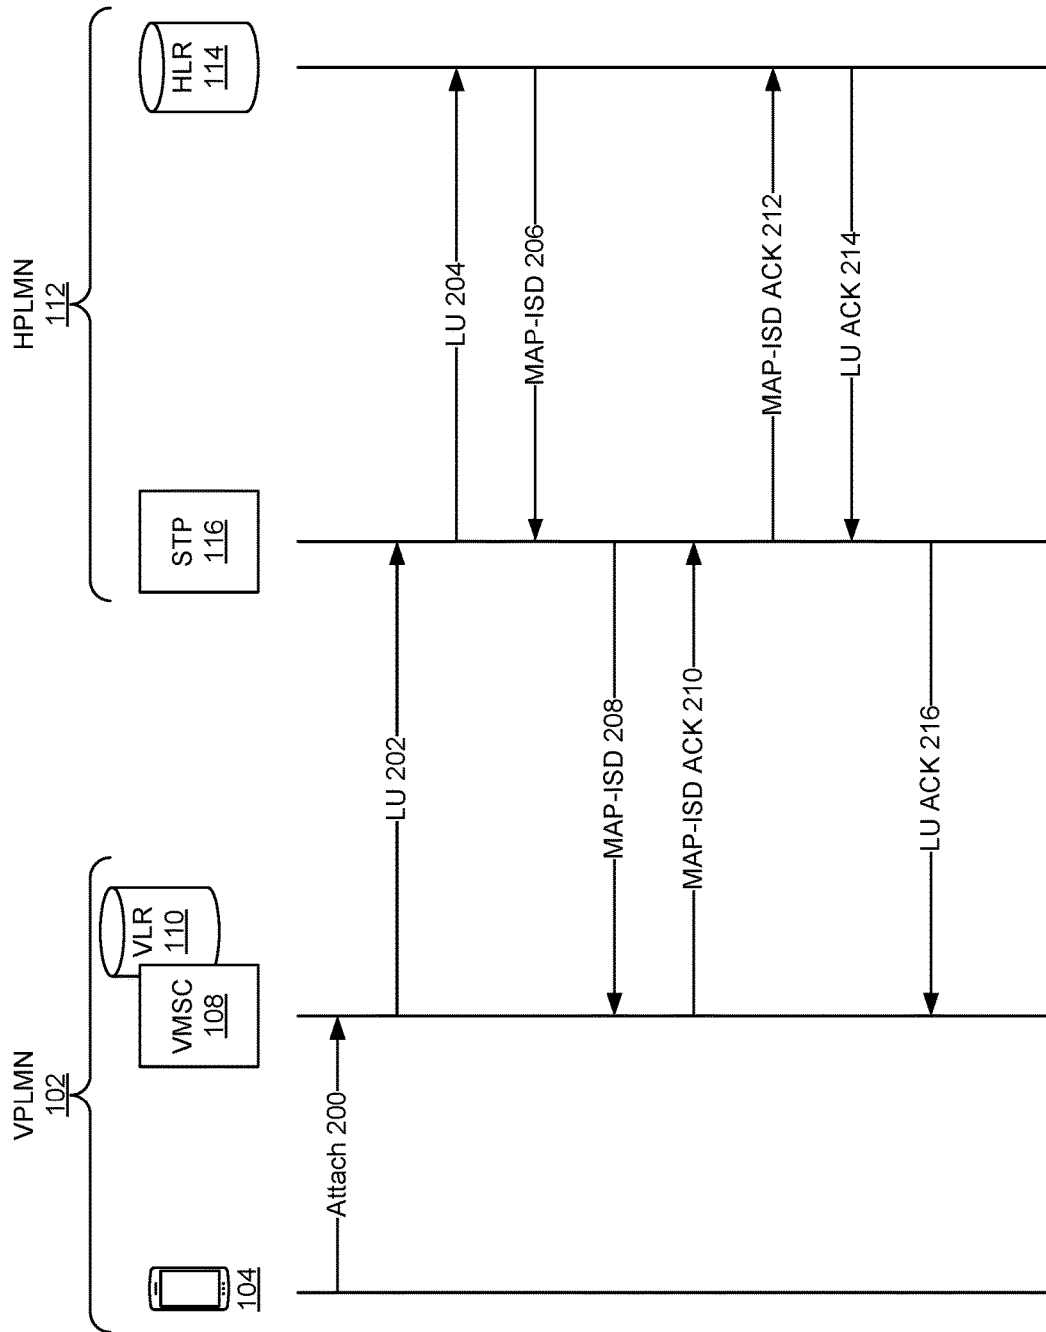 VPLMN
102
HPLMN
112
104
VMSC
108
VLR
110
STP
116
HLR
114
Attach 200
LU 202
LU 204
MAP-ISD 206
MAP-ISD 208
MAP-ISD ACK 210
MAP-ISD ACK 212
LU ACK 214
LU ACK 216